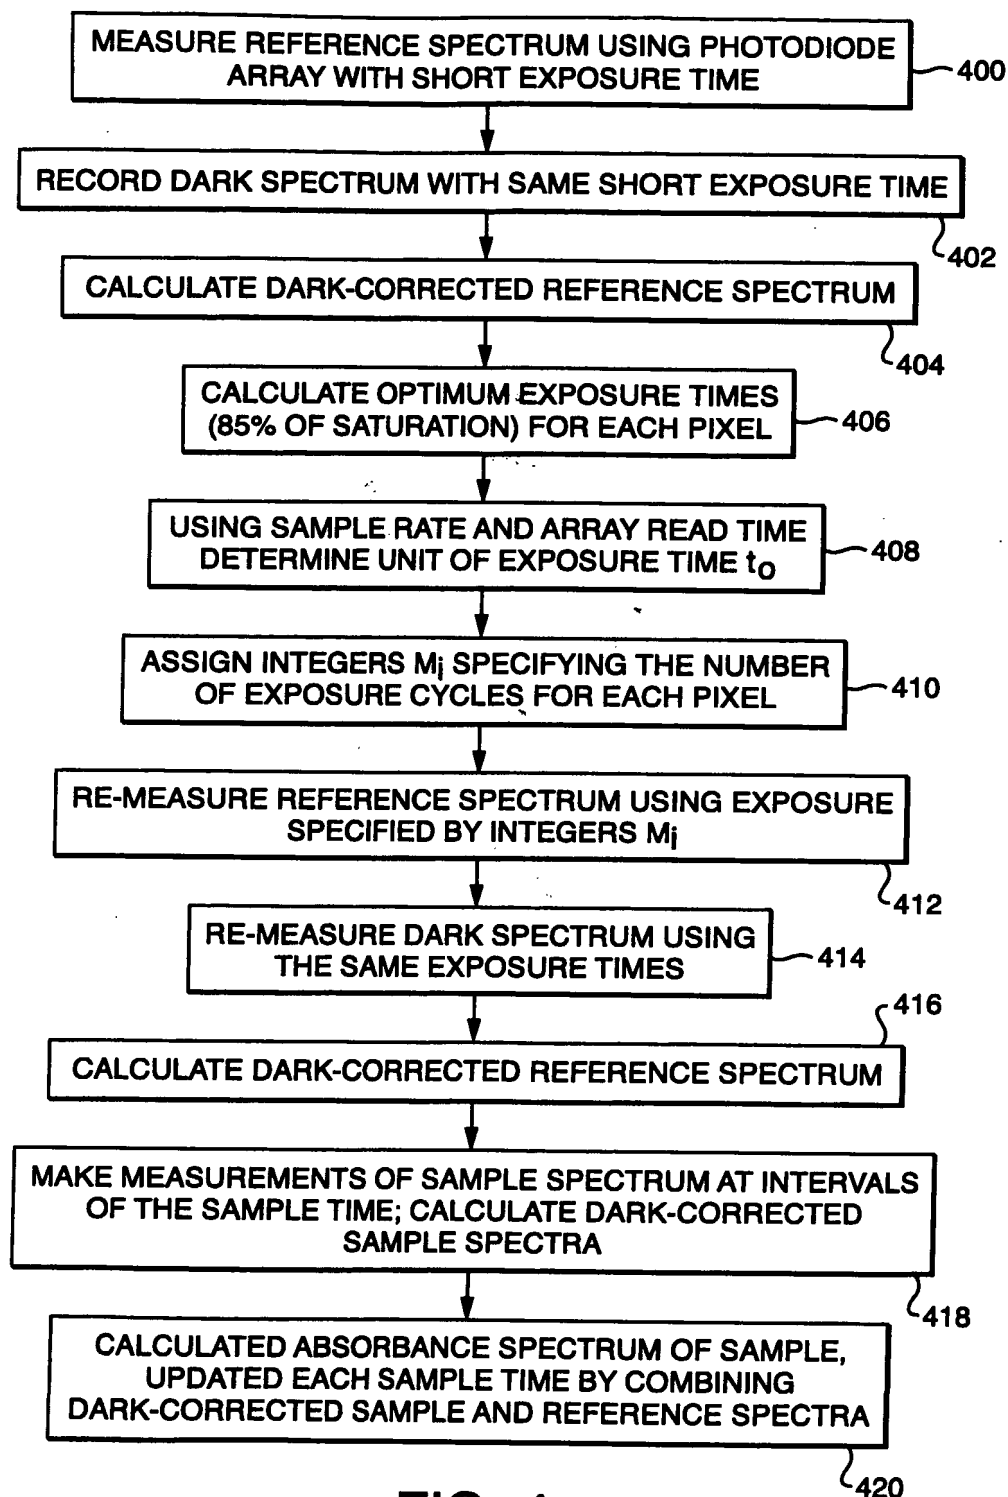 MEASURE REFERENCE SPECTRUM USING PHOTODIODE
ARRAY WITH SHORT EXPOSURE TIME
400
RECORD DARK SPECTRUM WITH SAME SHORT EXPOSURE TIME
402
CALCULATE DARK-CORRECTED REFERENCE SPECTRUM
404
CALCULATE OPTIMUM EXPOSURE TIMES
(85% OF SATURATION) FOR EACH PIXEL
406
USING SAMPLE RATE AND ARRAY READ TIME
DETERMINE UNIT OF EXPOSURE TIME to
408
ASSIGN INTEGERS Mi SPECIFYING THE NUMBER
OF EXPOSURE CYCLES FOR EACH PIXEL
410
RE-MEASURE REFERENCE SPECTRUM USING EXPOSURE
SPECIFIED BY INTEGERS Mi
412
RE-MEASURE DARK SPECTRUM USING
THE SAME EXPOSURE TIMES
414
416
CALCULATE DARK-CORRECTED REFERENCE SPECTRUM
MAKE MEASUREMENTS OF SAMPLE SPECTRUM AT INTERVALS
OF THE SAMPLE TIME; CALCULATE DARK-CORRECTED
SAMPLE SPECTRA
418
CALCULATED ABSORBANCE SPECTRUM OF SAMPLE,
UPDATED EACH SAMPLE TIME BY COMBINING
DARK-CORRECTED SAMPLE AND REFERENCE SPECTRA
420